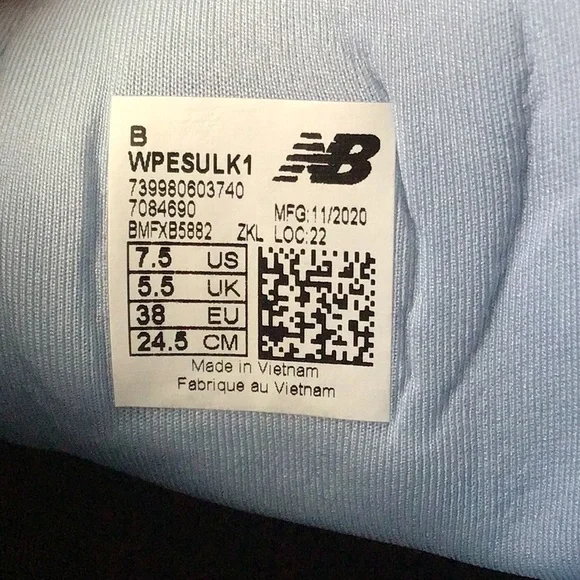 B
WPESULK1
NB
739980603740
7084690 MFG:11/2020
BMFXB5882 ZKL LOC:22
7.5 US
5.5 UK
38 EU
24.5 CM
Made in Vietnam
Fabrique au Vietnam